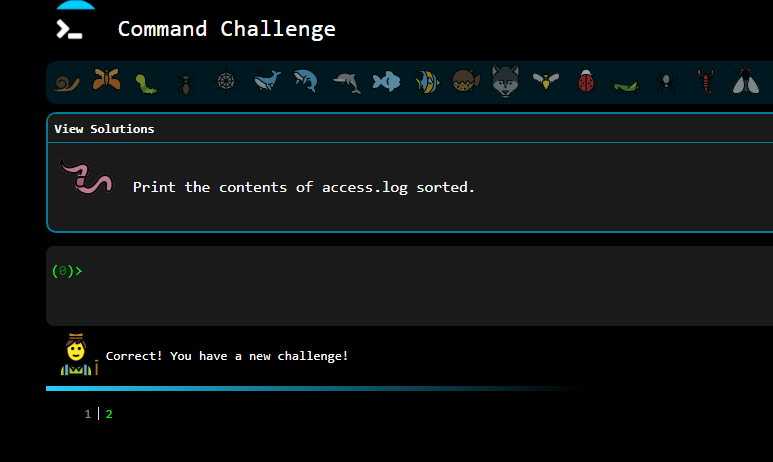 Command Challenge
View Solutions
Print the contents of access.log sorted.
(0)>
Correct! You have a new challenge!
1 2